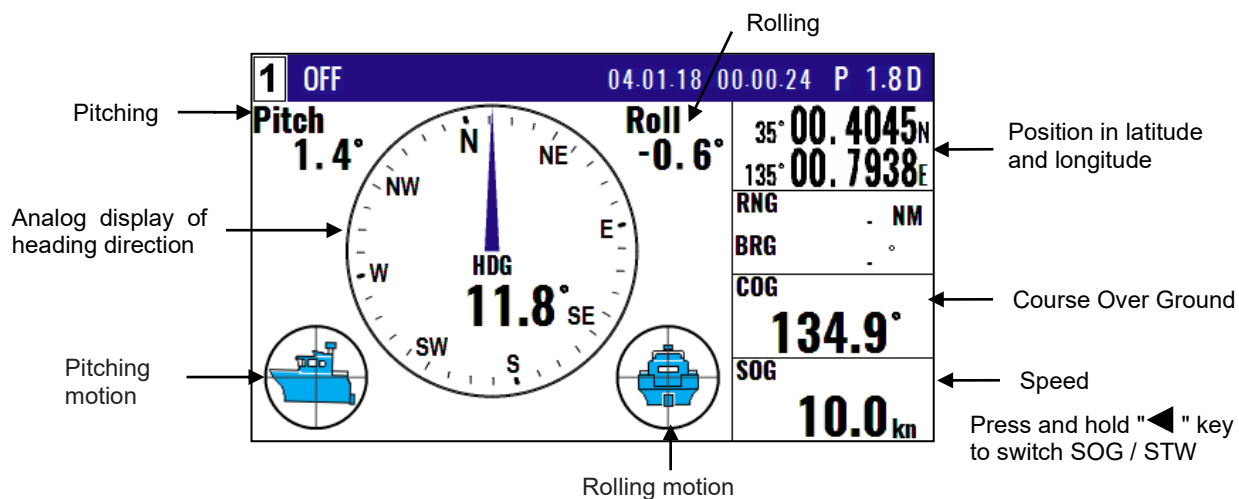 Rolling
1 OFF 04.01.18 00.00.24 P 1.8D
Pitching
Pitch
1.4°
Roll
-0.6°
35° 00. 4045N
135° 00. 7938E
Position in latitude
and longitude
N
NE
NW
E
W
SE
SW
S
HDG
11.8°
Analog display of
heading direction
RNG - NM
BRG - °
COG
134.9°
Course Over Ground
SOG
10.0 kn
Speed
Press and hold "◀ " key
to switch SOG / STW
Pitching
motion
Rolling motion